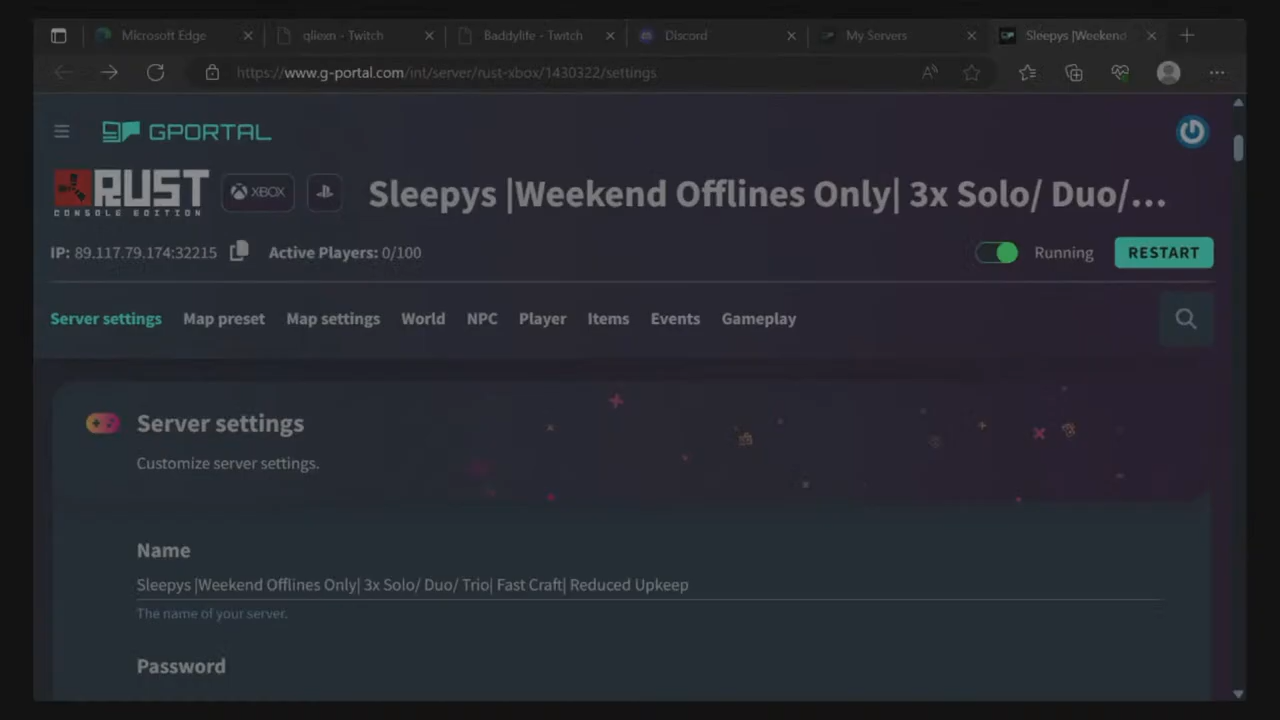 Microsoft Edge
qliexn - Twitch
Baddylife - Twitch
Discord
My Servers
Sleepys |Weekend
https://www.g-portal.com/int/server/rust-xbox/1430322/settings
GPORTAL
RUST
CONSOLE EDITION
XBOX
Sleepys |Weekend Offlines Only| 3x Solo/ Duo/...
IP: 89.117.79.174:32215
Active Players: 0/100
Running
RESTART
Server settings
Map preset
Map settings
World
NPC
Player
Items
Events
Gameplay
Server settings
Customize server settings.
Name
Sleepys |Weekend Offlines Only| 3x Solo/ Duo/ Trio| Fast Craft| Reduced Upkeep
The name of your server.
Password